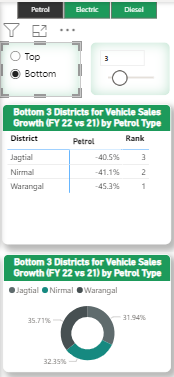 Petrol Electric Diesel
Top
Bottom
3
Bottom 3 Districts for Vehicle Sales
Growth (FY 22 vs 21) by Petrol Type
District Petrol Rank
Jagtial -40.5% 3
Nirmal -41.1% 2
Warangal -45.3% 1
Bottom 3 Districts for Vehicle Sales
Growth (FY 22 vs 21) by Petrol Type
Jagtial Nirmal Warangal
35.71% 31.94%
32.35%